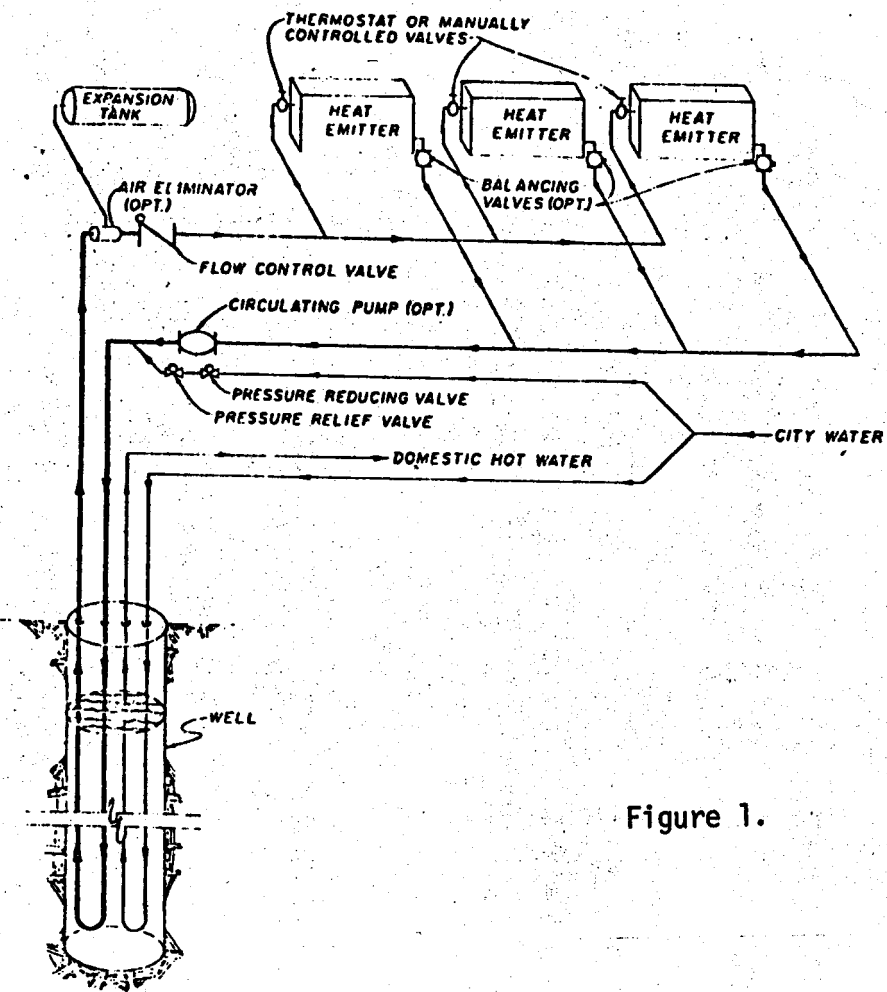 THERMOSTAT OR MANUALLY
CONTROLLED VALVES
EXPANSION
TANK
HEAT
EMITTER
HEAT
EMITTER
HEAT
EMITTER
AIR ELIMINATOR
(OPT.)
BALANCING
VALVES (OPT.)
FLOW CONTROL VALVE
CIRCULATING PUMP (OPT.)
PRESSURE REDUCING VALVE
PRESSURE RELIEF VALVE
CITY WATER
DOMESTIC HOT WATER
WELL
Figure 1.